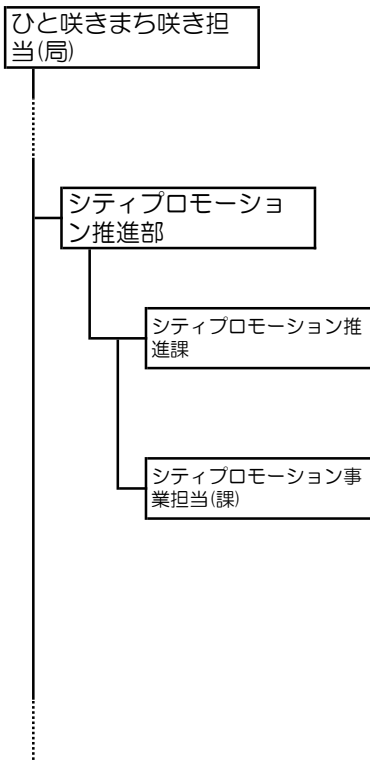 ひと咲きまち咲き担
当(局)
シティプロモーショ
ン推進部
シティプロモーション推
進課
シティプロモーション事
業担当(課)